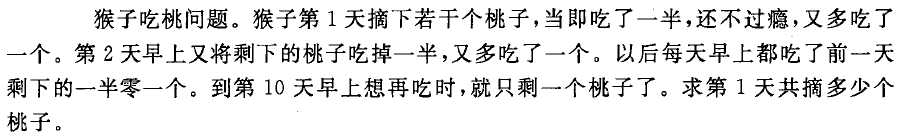 猴子吃桃问题。猴子第1天摘下若干个桃子,当即吃了一半,还不过瘾,又多吃了
一个。第2天早上又将剩下的桃子吃掉一半,又多吃了一个。以后每天早上都吃了前一天
剩下的一半零一个。到第10天早上想再吃时,就只剩一个桃子了。求第1天共摘多少个
桃子。